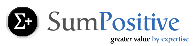 Σ+ SumPositive
greater value by expertise